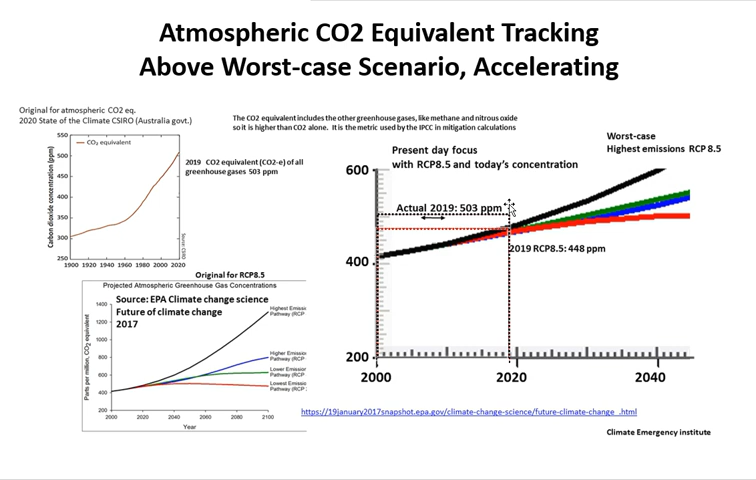 Atmospheric CO2 Equivalent Tracking
Above Worst-case Scenario, Accelerating
Original for atmospheric CO2 eq.
2020 State of the Climate CSIRO (Australia govt.)
The CO2 equivalent includes the other greenhouse gases, like methane and nitrous oxide
so it is higher than CO2 alone. It is the metric used by the IPCC in mitigation calculations
Carbon dioxide concentration (ppm)
550
500
450
400
350
300
250
CO₂ equivalent
1900 1920 1940 1960 1980 2000 2020
Source: CSIRO
2019 CO2 equivalent (CO2-e) of all
greenhouse gases 503 ppm
Original for RCP8.5
Projected Atmospheric Greenhouse Gas Concentrations
Source: EPA Climate change science
Future of climate change
2017
Parts per million, CO₂ equivalent
1400
1200
1000
800
600
400
200
Highest Emissi
Pathway (RCP
Higher Emission
Pathway (RCP
Lower Emission
Pathway (RCP
Lowest Emissi
Pathway (RCP
2000 2020 2040 2060 2080 2100
Year
Worst-case
Highest emissions RCP 8.5
Present day focus
with RCP8.5 and today's concentration
600
400
200
Actual 2019: 503 ppm
2019 RCP8.5: 448 ppm
2000 2020 2040
https://19january2017snapshot.epa.gov/climate-change-science/future-climate-change_.html
Climate Emergency institute